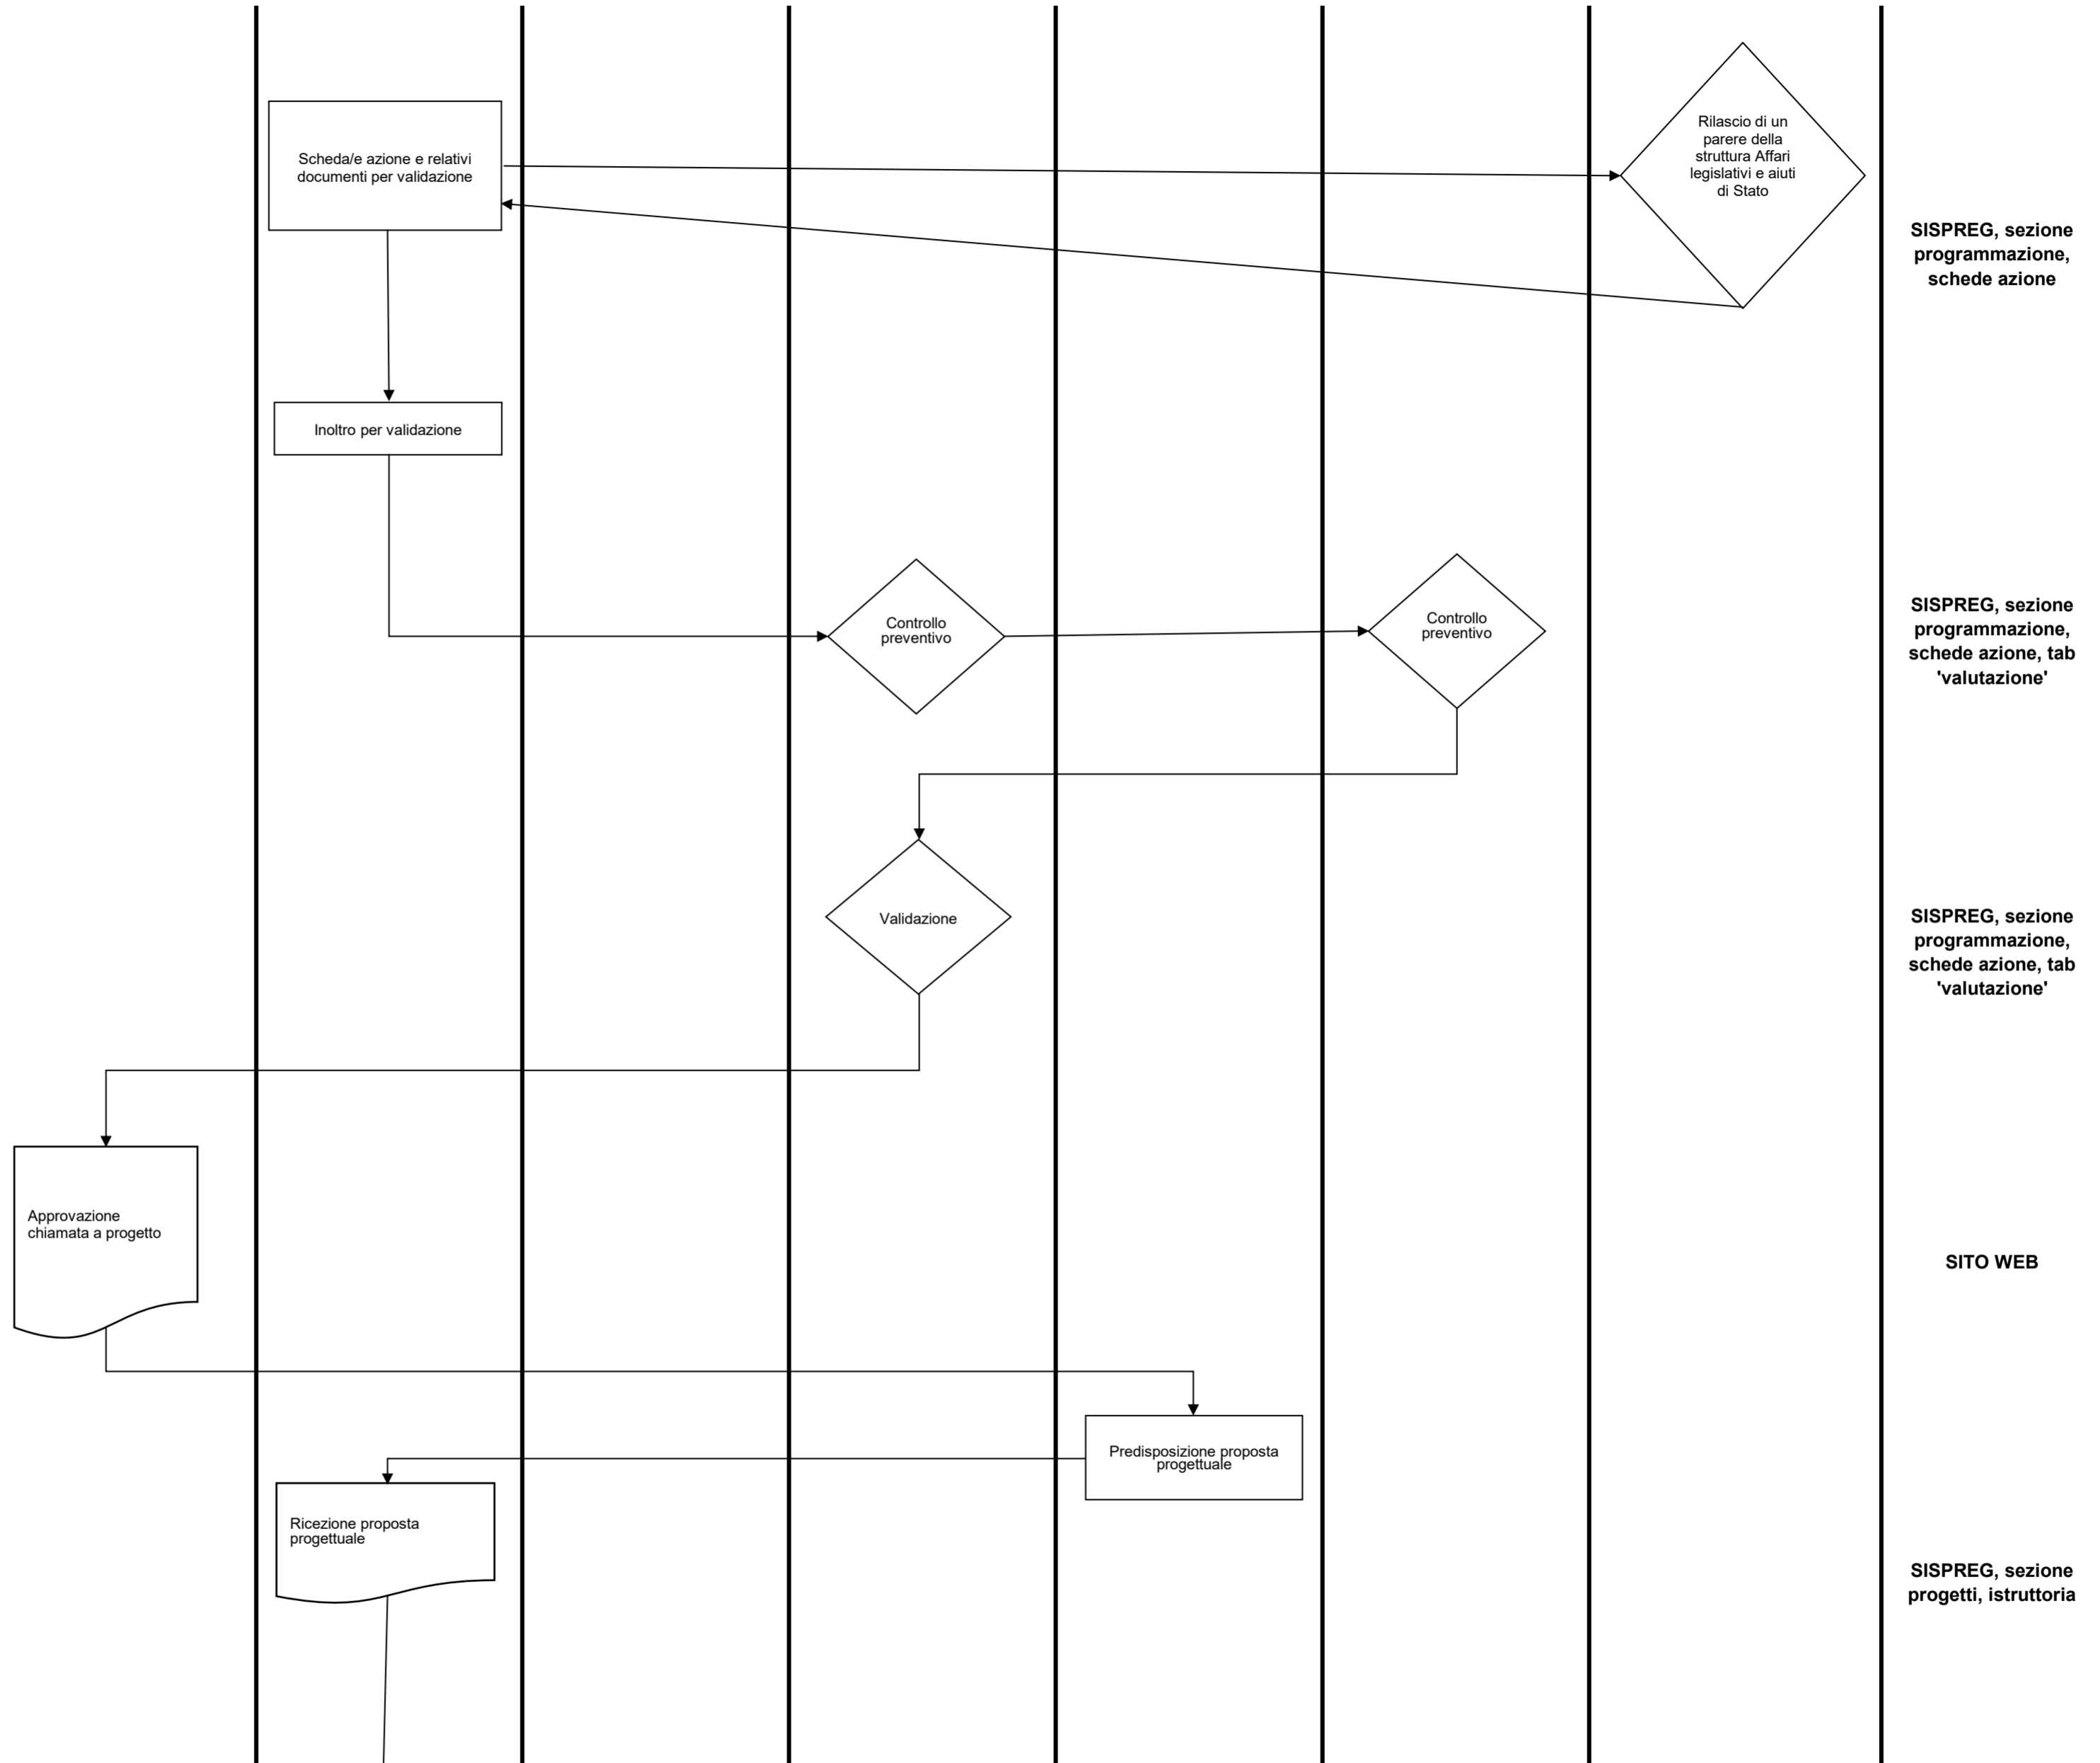 Rilascio di un
parere della
struttura Affari
legislativi e aiuti
di Stato
Scheda/e azione e relativi
documenti per validazione
SISPREG, sezione
programmazione,
schede azione
Inoltro per validazione
Controllo
preventivo
Controllo
preventivo
SISPREG, sezione
programmazione,
schede azione, tab
'valutazione'
Validazione
SISPREG, sezione
programmazione,
schede azione, tab
'valutazione'
Approvazione
chiamata a progetto
SITO WEB
Predisposizione proposta
progettuale
Ricezione proposta
progettuale
SISPREG, sezione
progetti, istruttoria